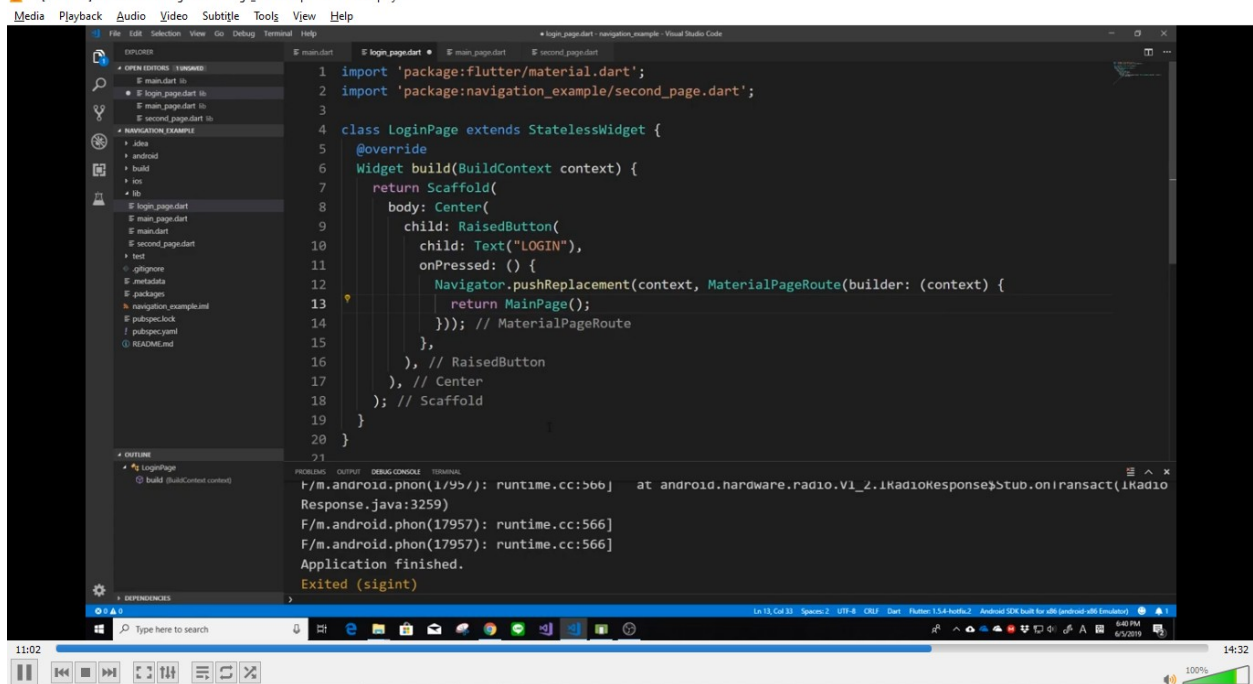 Media Playback Audio Video Subtitle Tools View Help
File Edit Selection View Go Debug Terminal Help
● login_page.dart - navigation_example - Visual Studio Code
EXPLORER
main.dart
login_page.dart ●
main_page.dart
second_page.dart
OPEN EDITORS 1 UNSAVED
main.dart lib
● login_page.dart lib
main_page.dart lib
second_page.dart lib
NAVIGATION_EXAMPLE
.idea
android
build
ios
lib
login_page.dart
main_page.dart
main.dart
second_page.dart
test
.gitignore
.metadata
.packages
navigation_example.iml
pubspec.lock
pubspec.yaml
README.md
OUTLINE
LoginPage
build (BuildContext context)
DEPENDENCIES
1 import 'package:flutter/material.dart';
2 import 'package:navigation_example/second_page.dart';
3
4 class LoginPage extends StatelessWidget {
5 @override
6 Widget build(BuildContext context) {
7 return Scaffold(
8 body: Center(
9 child: RaisedButton(
10 child: Text("LOGIN"),
11 onPressed: () {
12 Navigator.pushReplacement(context, MaterialPageRoute(builder: (context) {
13 return MainPage();
14 })); // MaterialPageRoute
15 },
16 ), // RaisedButton
17 ), // Center
18 ); // Scaffold
19 }
20 }
21
PROBLEMS OUTPUT DEBUG CONSOLE TERMINAL
F/m.android.phon(17957): runtime.cc:566] at android.hardware.radio.V1_2.IRadioResponse$Stub.onTransact(IRadio
Response.java:3259)
F/m.android.phon(17957): runtime.cc:566]
F/m.android.phon(17957): runtime.cc:566]
Application finished.
Exited (sigint)
0 0
Ln 13, Col 33 Spaces: 2 UTF-8 CRLF Dart Flutter: 1.5.4-hotfix.2 Android SDK built for x86 (android-x86 Emulator) 1
Type here to search
6:40 PM
6/5/2019
11:02
14:32
100%